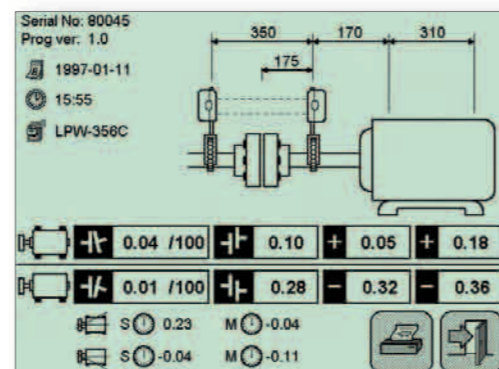 Serial No: 80045
Prog ver: 1.0
350 170 310
175
1997-01-11
15:55
LPW-356C
0.04 /100 0.10 + 0.05 + 0.18
0.01 /100 0.28 - 0.32 - 0.36
S 0.23 M -0.04
S -0.04 M -0.11